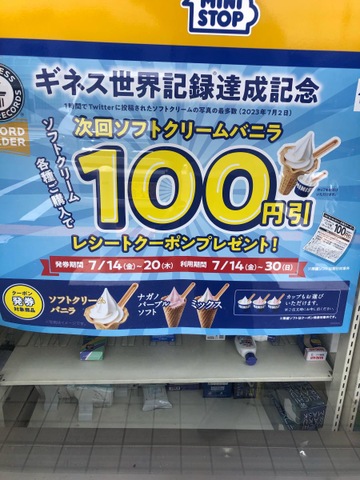 MINI
STOP
RECORDS
ギネス世界記録達成記念
1時間でTwitterに投稿されたソフトクリームの写真の最多数（2023年7月2日）
ソフトクリーム
各種ご購入で
次回ソフトクリームバニラ
100円引
レシートクーポンプレゼント！
発券期間 7/14(金)～20(木) 利用期間 7/14(金)～30(日)
クーポン
発券
対象商品
ソフトクリーム
バニラ
ナガノ
パープル
ソフト
ミックス
カップもお選び
いただけます。